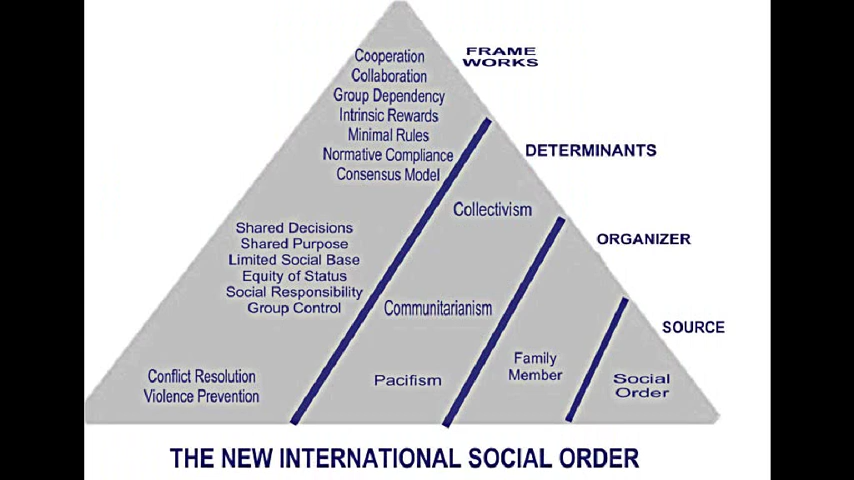 Cooperation
Collaboration
Group Dependency
Intrinsic Rewards
Minimal Rules
Normative Compliance
Consensus Model
FRAME
WORKS
DETERMINANTS
Collectivism
Shared Decisions
Shared Purpose
Limited Social Base
Equity of Status
Social Responsibility
Group Control
ORGANIZER
Communitarianism
SOURCE
Conflict Resolution
Violence Prevention
Pacifism
Family
Member
Social
Order
THE NEW INTERNATIONAL SOCIAL ORDER